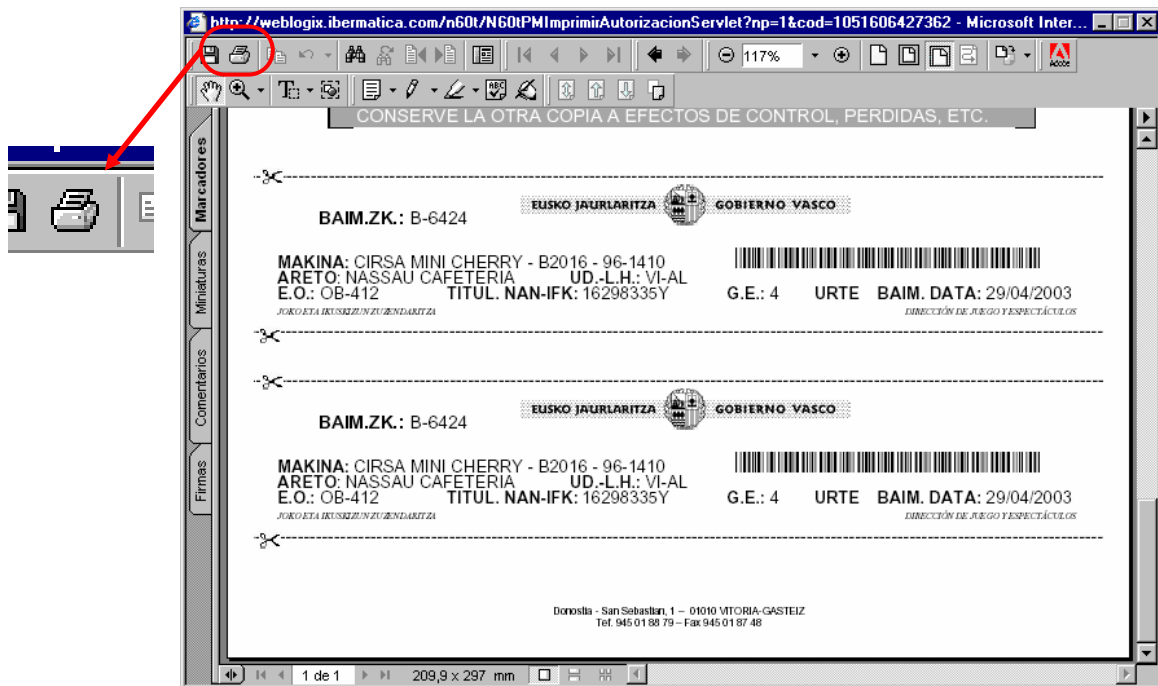 http://weblogix.ibermatica.com/n60t/N60tPMImprimirAutorizacionServlet?np=1&cod=1051606427362 - Microsoft Inter...
117%
Adobe
Marcadores
Miniaturas
Comentarios
Firmas
CONSERVE LA OTRA COPIA A EFECTOS DE CONTROL, PERDIDAS, ETC.
EUSKO JAURLARITZA GOBIERNO VASCO
BAIM.ZK.: B-6424
MAKINA: CIRSA MINI CHERRY - B2016 - 96-1410
ARETO: NASSAU CAFETERIA UD.-L.H.: VI-AL
E.O.: OB-412 TITUL. NAN-IFK: 16298335Y G.E.: 4 URTE BAIM. DATA: 29/04/2003
JOKO ETA IKUSKIZUN ZUZENDARITZA DIRECCIÓN DE JUEGO Y ESPECTÁCULOS
EUSKO JAURLARITZA GOBIERNO VASCO
BAIM.ZK.: B-6424
MAKINA: CIRSA MINI CHERRY - B2016 - 96-1410
ARETO: NASSAU CAFETERIA UD.-L.H.: VI-AL
E.O.: OB-412 TITUL. NAN-IFK: 16298335Y G.E.: 4 URTE BAIM. DATA: 29/04/2003
JOKO ETA IKUSKIZUN ZUZENDARITZA DIRECCIÓN DE JUEGO Y ESPECTÁCULOS
Donostia - San Sebastian, 1 – 01010 VITORIA-GASTEIZ
Tef. 945 01 88 79 – Fax 945 01 87 48
1 de 1
209,9 x 297 mm